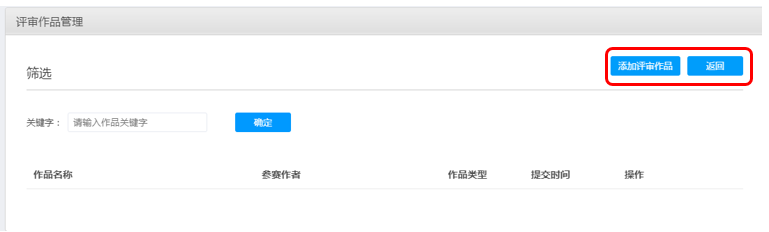 评审作品管理
筛选
添加评审作品 返回
关键字： 请输入作品关键字 确定
作品名称 参赛作者 作品类型 提交时间 操作